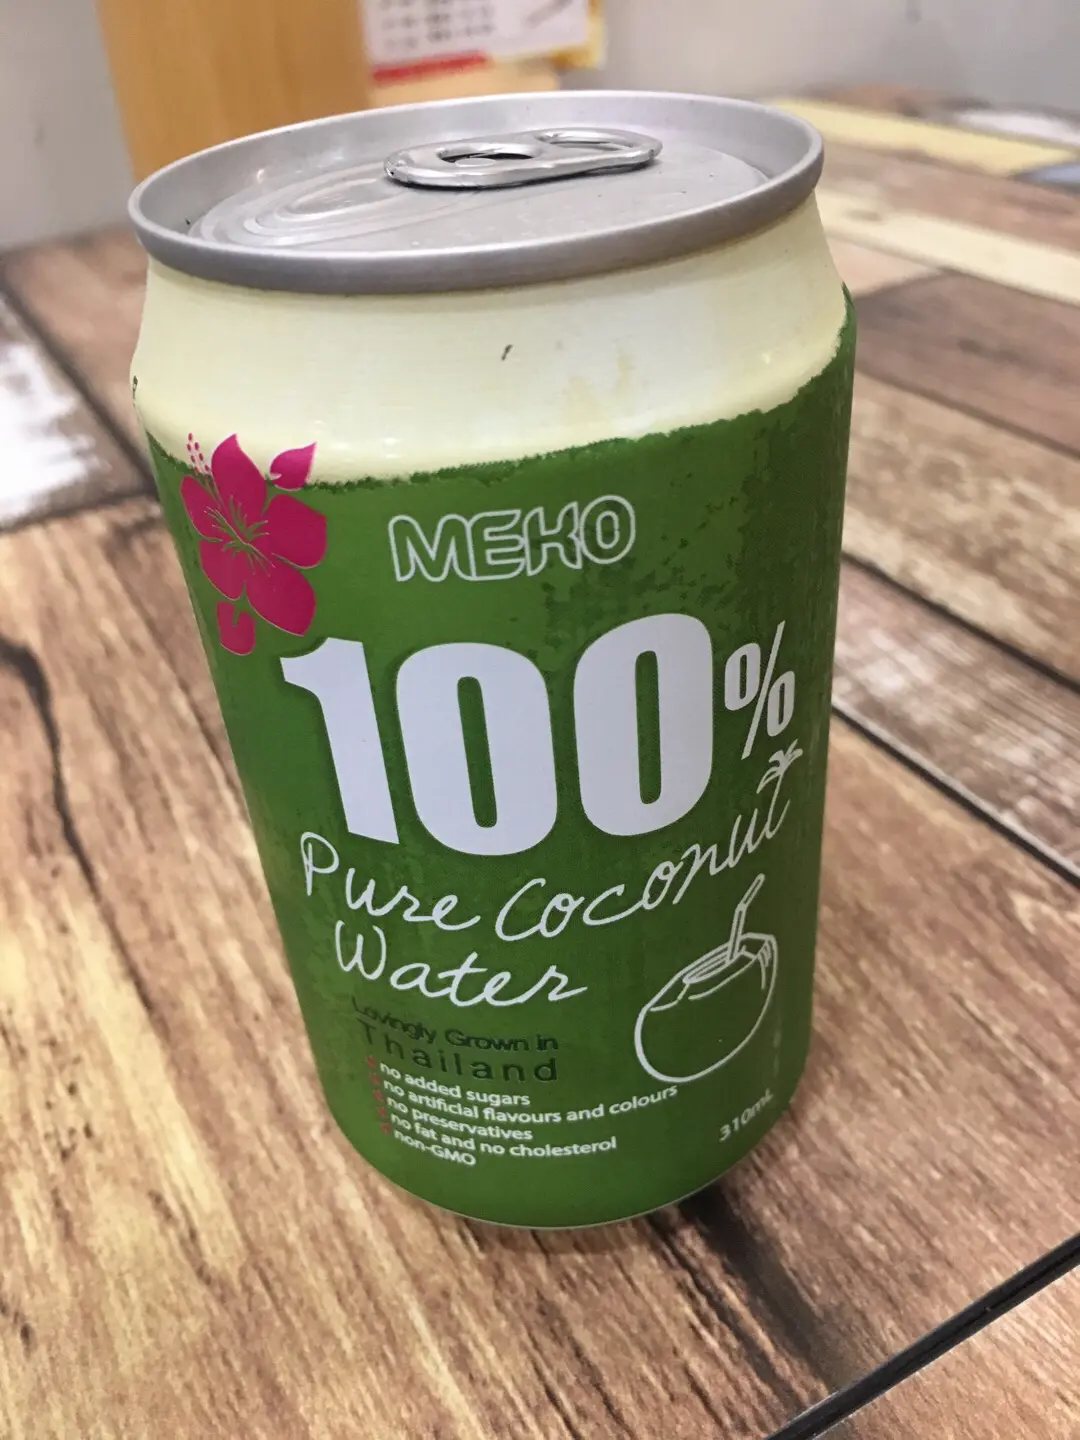 MEKO
100%
Pure Coconut
Water
Lovingly Grown in
Thailand
no added sugars
no artificial flavours and colours
no preservatives
no fat and no cholesterol
non-GMO
310mL